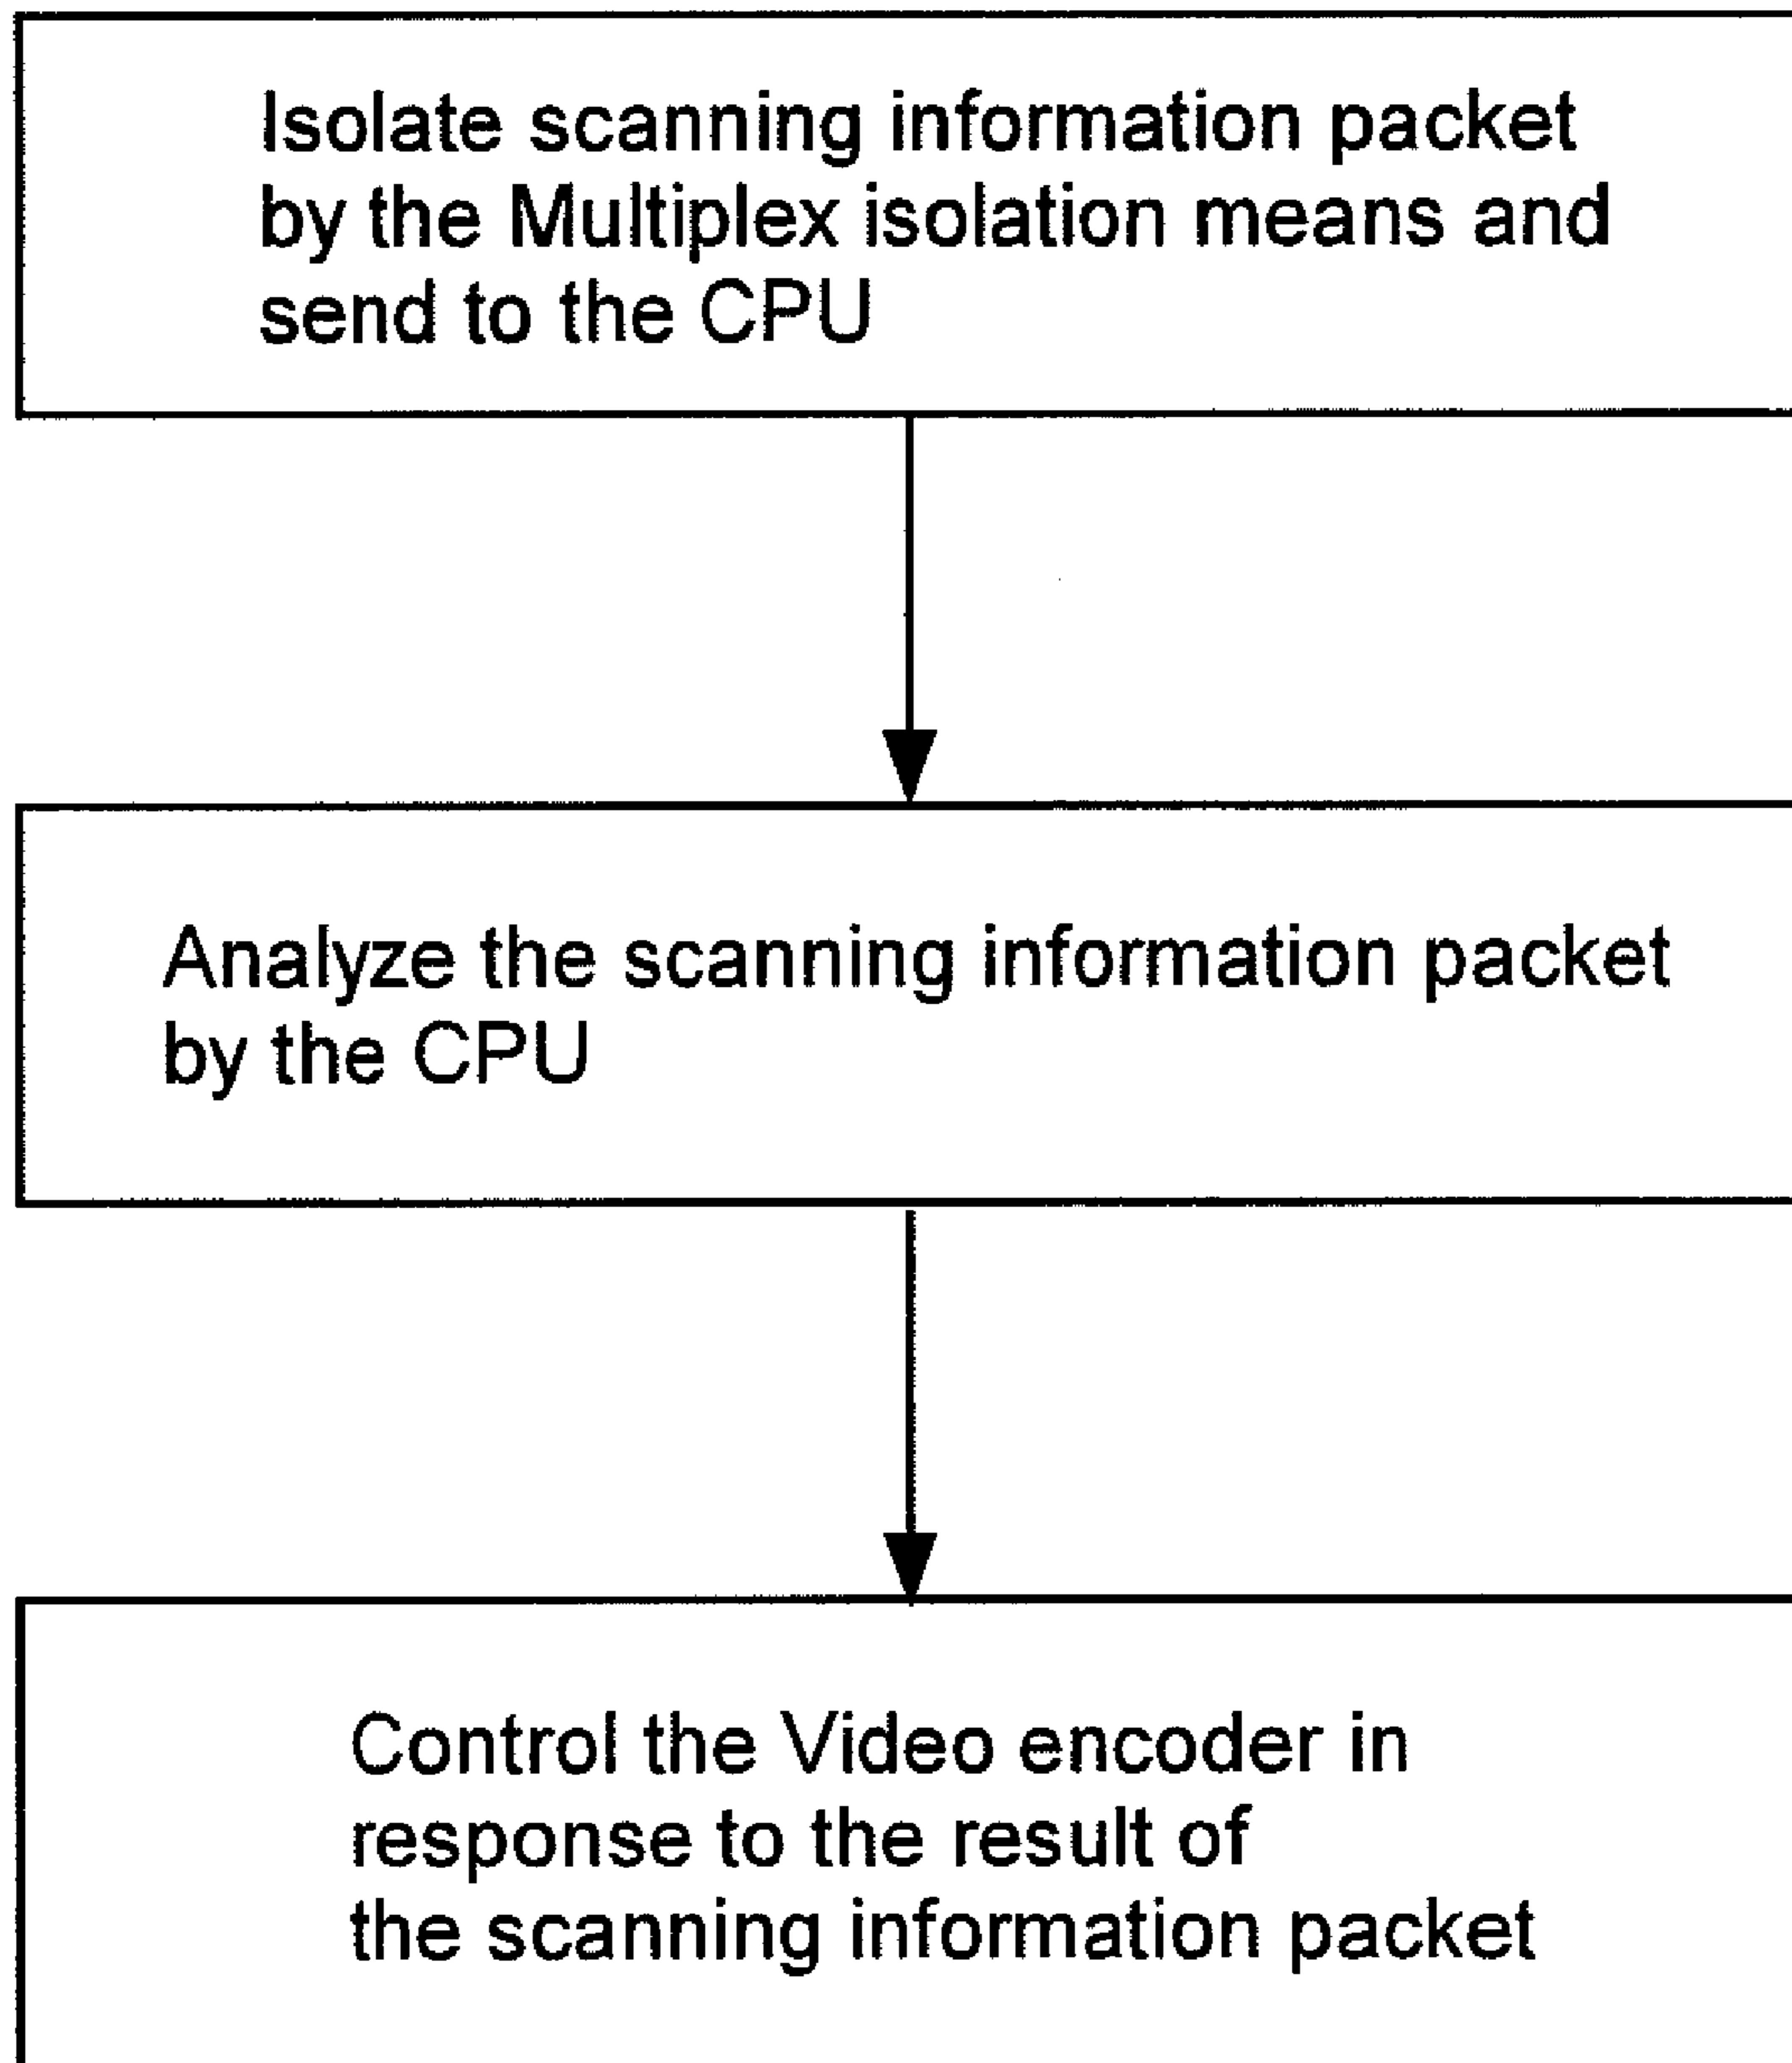 Isolate scanning information packet
by the Multiplex isolation means and
send to the CPU
Analyze the scanning information packet
by the CPU
Control the Video encoder in
response to the result of
the scanning information packet